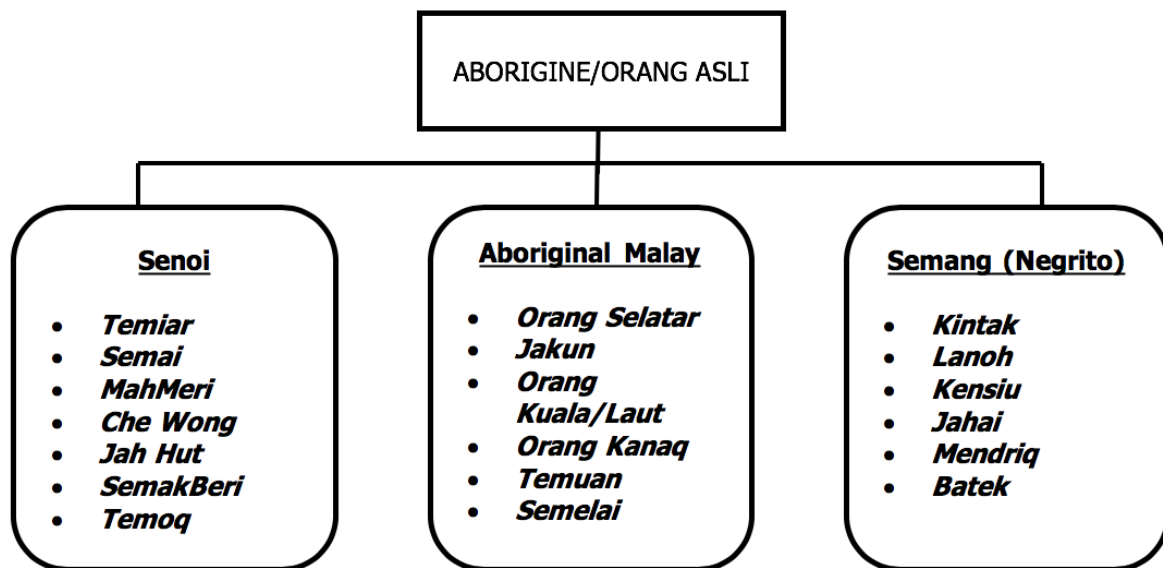 ABORIGINE/ORANG ASLI
Senoi
• Temiar
• Semai
• MahMeri
• Che Wong
• Jah Hut
• SemakBeri
• Temoq
Aboriginal Malay
• Orang Selatar
• Jakun
• Orang
Kuala/Laut
• Orang Kanaq
• Temuan
• Semelai
Semang (Negrito)
• Kintak
• Lanoh
• Kensiu
• Jahai
• Mendriq
• Batek